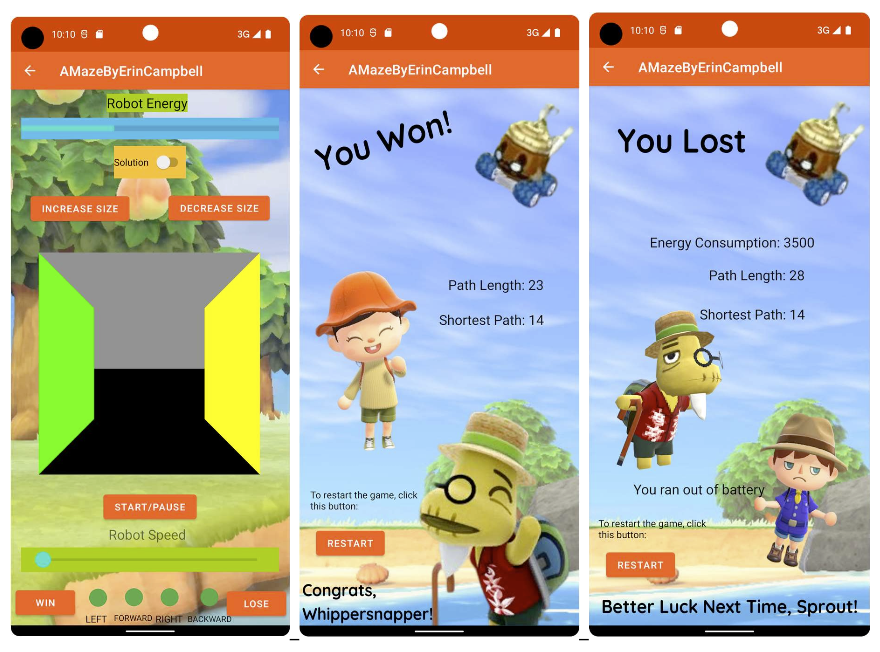 10:10
3G
AMazeByErinCampbell
Robot Energy
Solution
INCREASE SIZE
DECREASE SIZE
START/PAUSE
Robot Speed
WIN
LEFT
FORWARD
RIGHT
BACKWARD
LOSE
10:10
3G
AMazeByErinCampbell
You Won!
Path Length: 23
Shortest Path: 14
To restart the game, click
this button:
RESTART
Congrats,
Whippersnapper!
10:10
3G
AMazeByErinCampbell
You Lost
Energy Consumption: 3500
Path Length: 28
Shortest Path: 14
You ran out of battery
To restart the game, click
this button:
RESTART
Better Luck Next Time, Sprout!